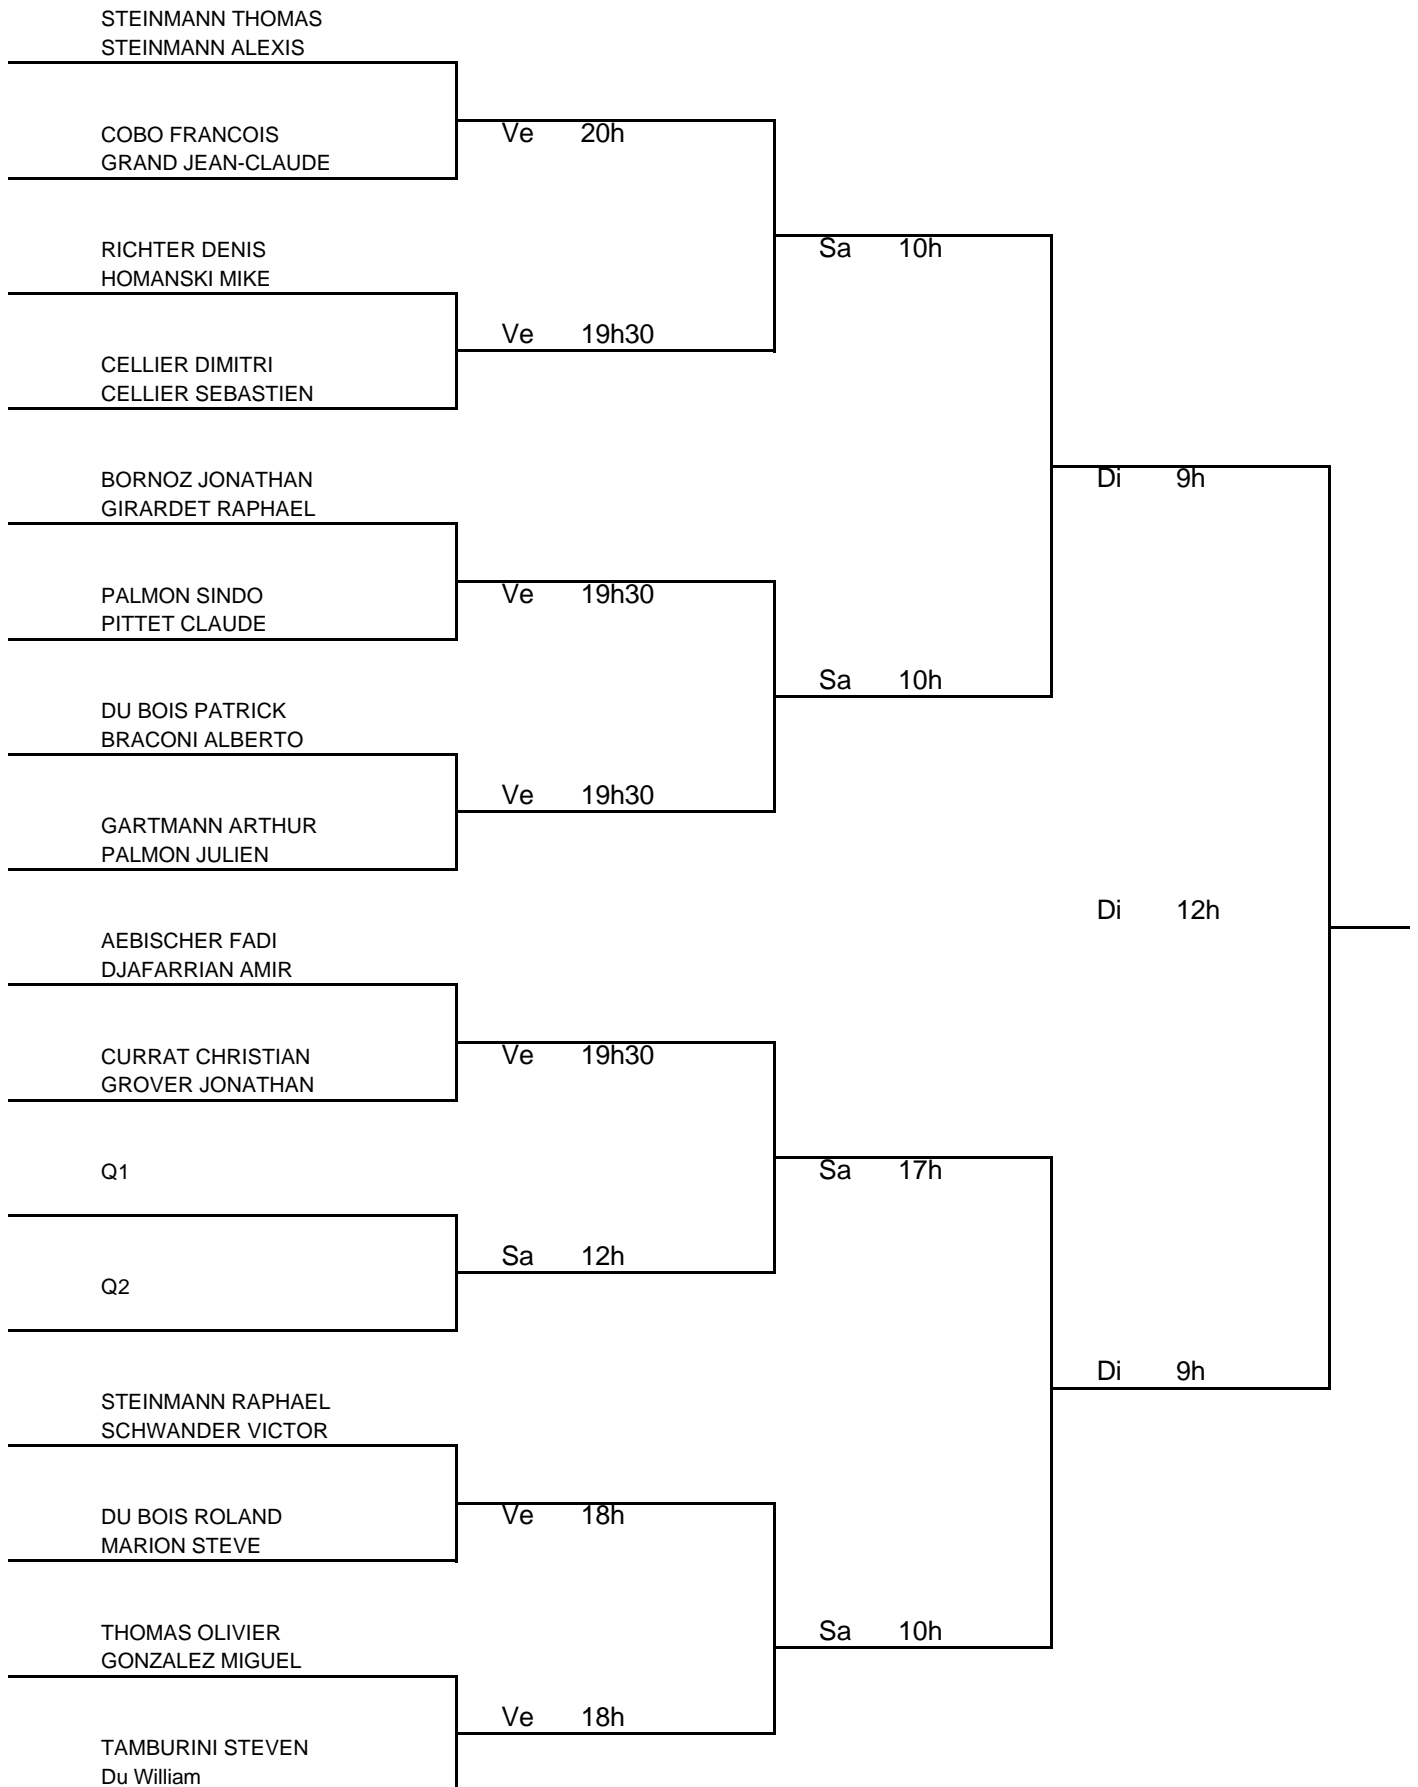 STEINMANN THOMAS
STEINMANN ALEXIS
COBO FRANCOIS
Ve 20h
GRAND JEAN-CLAUDE
RICHTER DENIS
Sa 10h
HOMANSKI MIKE
Ve 19h30
CELLIER DIMITRI
CELLIER SEBASTIEN
BORNOZ JONATHAN
Di 9h
GIRARDET RAPHAEL
PALMON SINDO
Ve 19h30
PITTET CLAUDE
Sa 10h
DU BOIS PATRICK
BRACONI ALBERTO
Ve 19h30
GARTMANN ARTHUR
PALMON JULIEN
Di 12h
AEBISCHER FADI
DJAFARRIAN AMIR
CURRAT CHRISTIAN
Ve 19h30
GROVER JONATHAN
Q1
Sa 17h
Sa 12h
Q2
Di 9h
STEINMANN RAPHAEL
SCHWANDER VICTOR
DU BOIS ROLAND
Ve 18h
MARION STEVE
THOMAS OLIVIER
Sa 10h
GONZALEZ MIGUEL
Ve 18h
TAMBURINI STEVEN
Du William